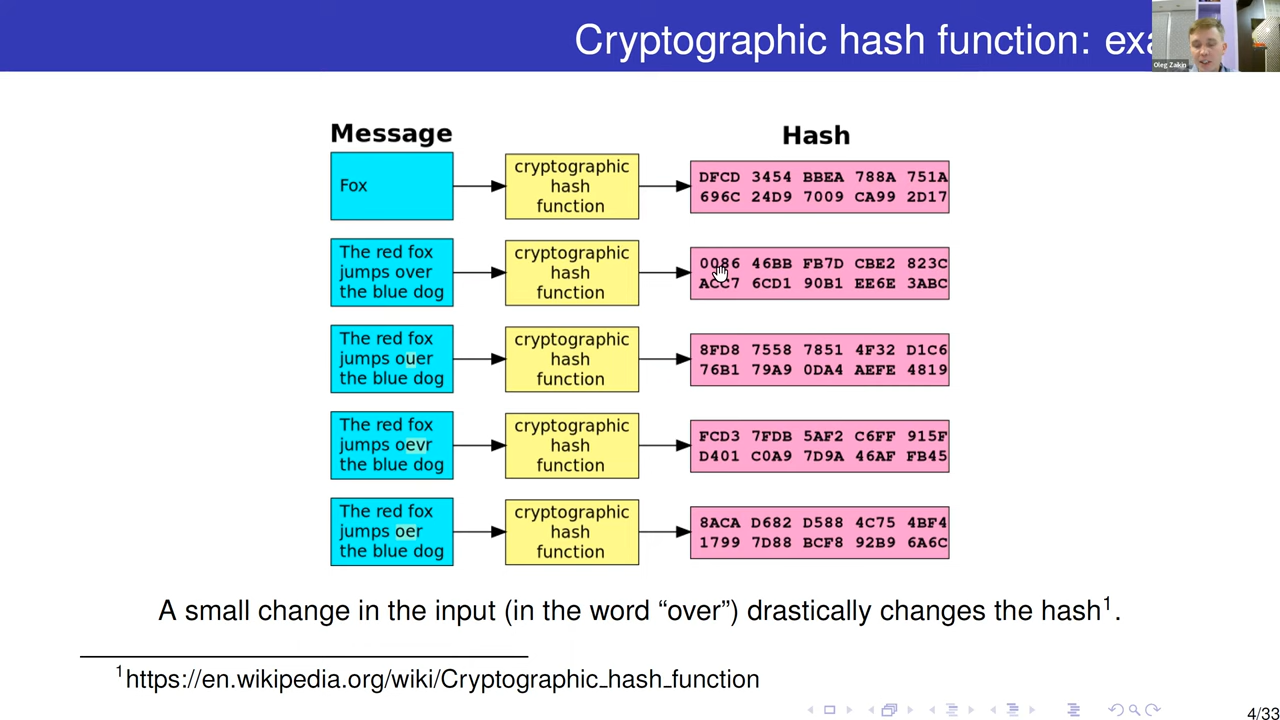 Cryptographic hash function: exa
Oleg Zaikin
Message
Hash
Fox
cryptographic
hash
function
DFCD 3454 BBEA 788A 751A
696C 24D9 7009 CA99 2D17
The red fox
jumps over
the blue dog
cryptographic
hash
function
0086 46BB FB7D CBE2 823C
ACC7 6CD1 90B1 EE6E 3ABC
The red fox
jumps ouer
the blue dog
cryptographic
hash
function
8FD8 7558 7851 4F32 D1C6
76B1 79A9 0DA4 AEFE 4819
The red fox
jumps oevr
the blue dog
cryptographic
hash
function
FCD3 7FDB 5AF2 C6FF 915F
D401 C0A9 7D9A 46AF FB45
The red fox
jumps oer
the blue dog
cryptographic
hash
function
8ACA D682 D588 4C75 4BF4
1799 7D88 BCF8 92B9 6A6C
A small change in the input (in the word “over”) drastically changes the hash1.
1https://en.wikipedia.org/wiki/Cryptographic_hash_function
4/33